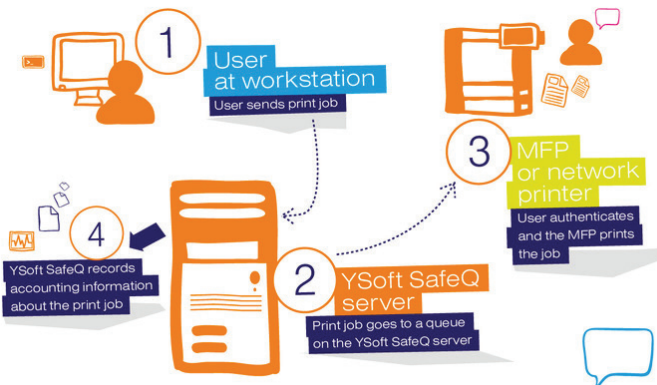 1
User
at workstation
User sends print job
2
YSoft SafeQ
server
Print job goes to a queue
on the YSoft SafeQ server
3
MFP
or network
printer
User authenticates
and the MFP prints
the job
4
YSoft SafeQ records
accounting information
about the print job